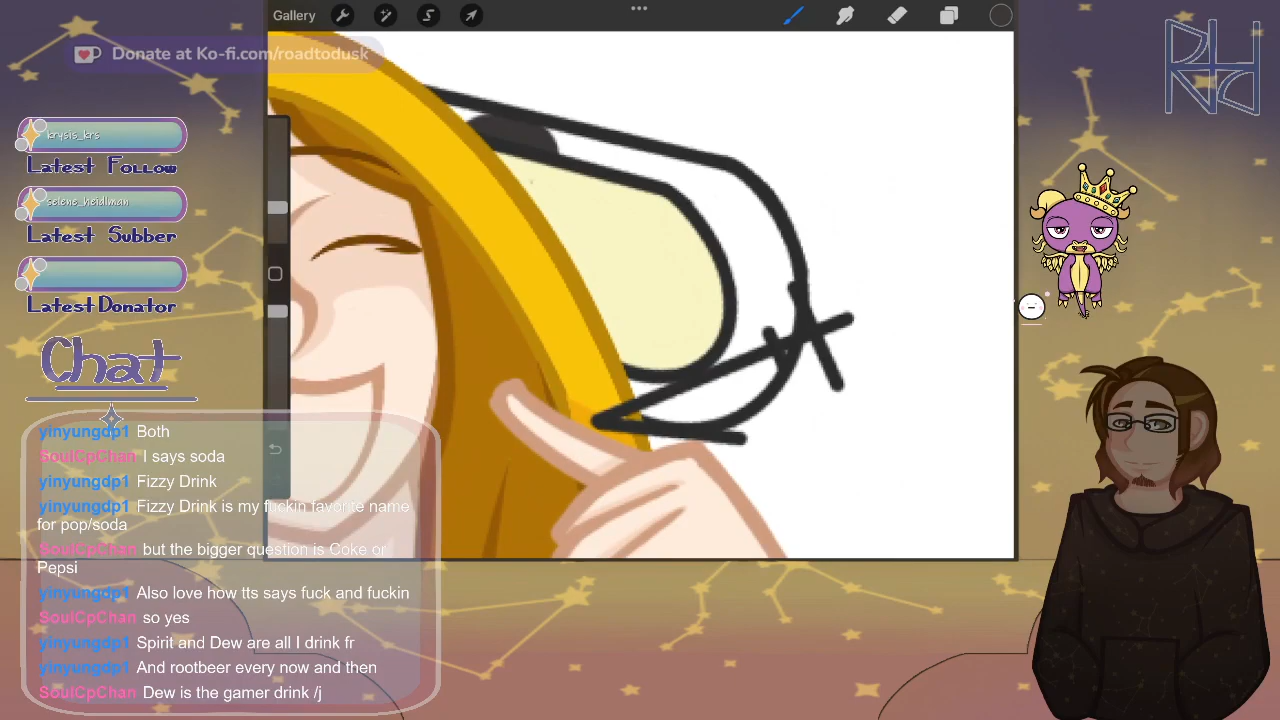 Gallery
Donate at Ko-fi.com/roadtodusk
krysis_krs
Latest Follow
selene_heidlman
Latest Subber
Latest Donator
Chat
yinyungdp1 Both
SoulCpChan I says soda
yinyungdp1 Fizzy Drink
yinyungdp1 Fizzy Drink is my fuckin favorite name
for pop/soda
SoulCpChan but the bigger question is Coke or
Pepsi
yinyungdp1 Also love how tts says fuck and fuckin
SoulCpChan so yes
yinyungdp1 Spirit and Dew are all I drink fr
yinyungdp1 And rootbeer every now and then
SoulCpChan Dew is the gamer drink /j